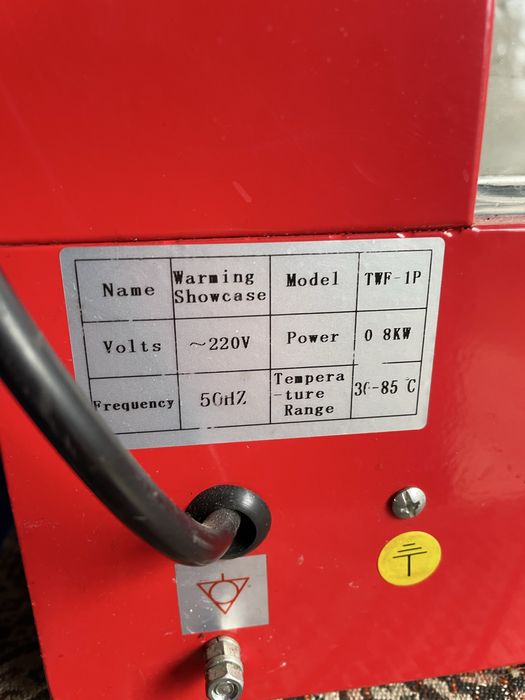 Name
Warming
Showcase
Model
TWF-1P
Volts
~220V
Power
0 8KW
Frequency
50HZ
Tempera
-ture
Range
30-85℃